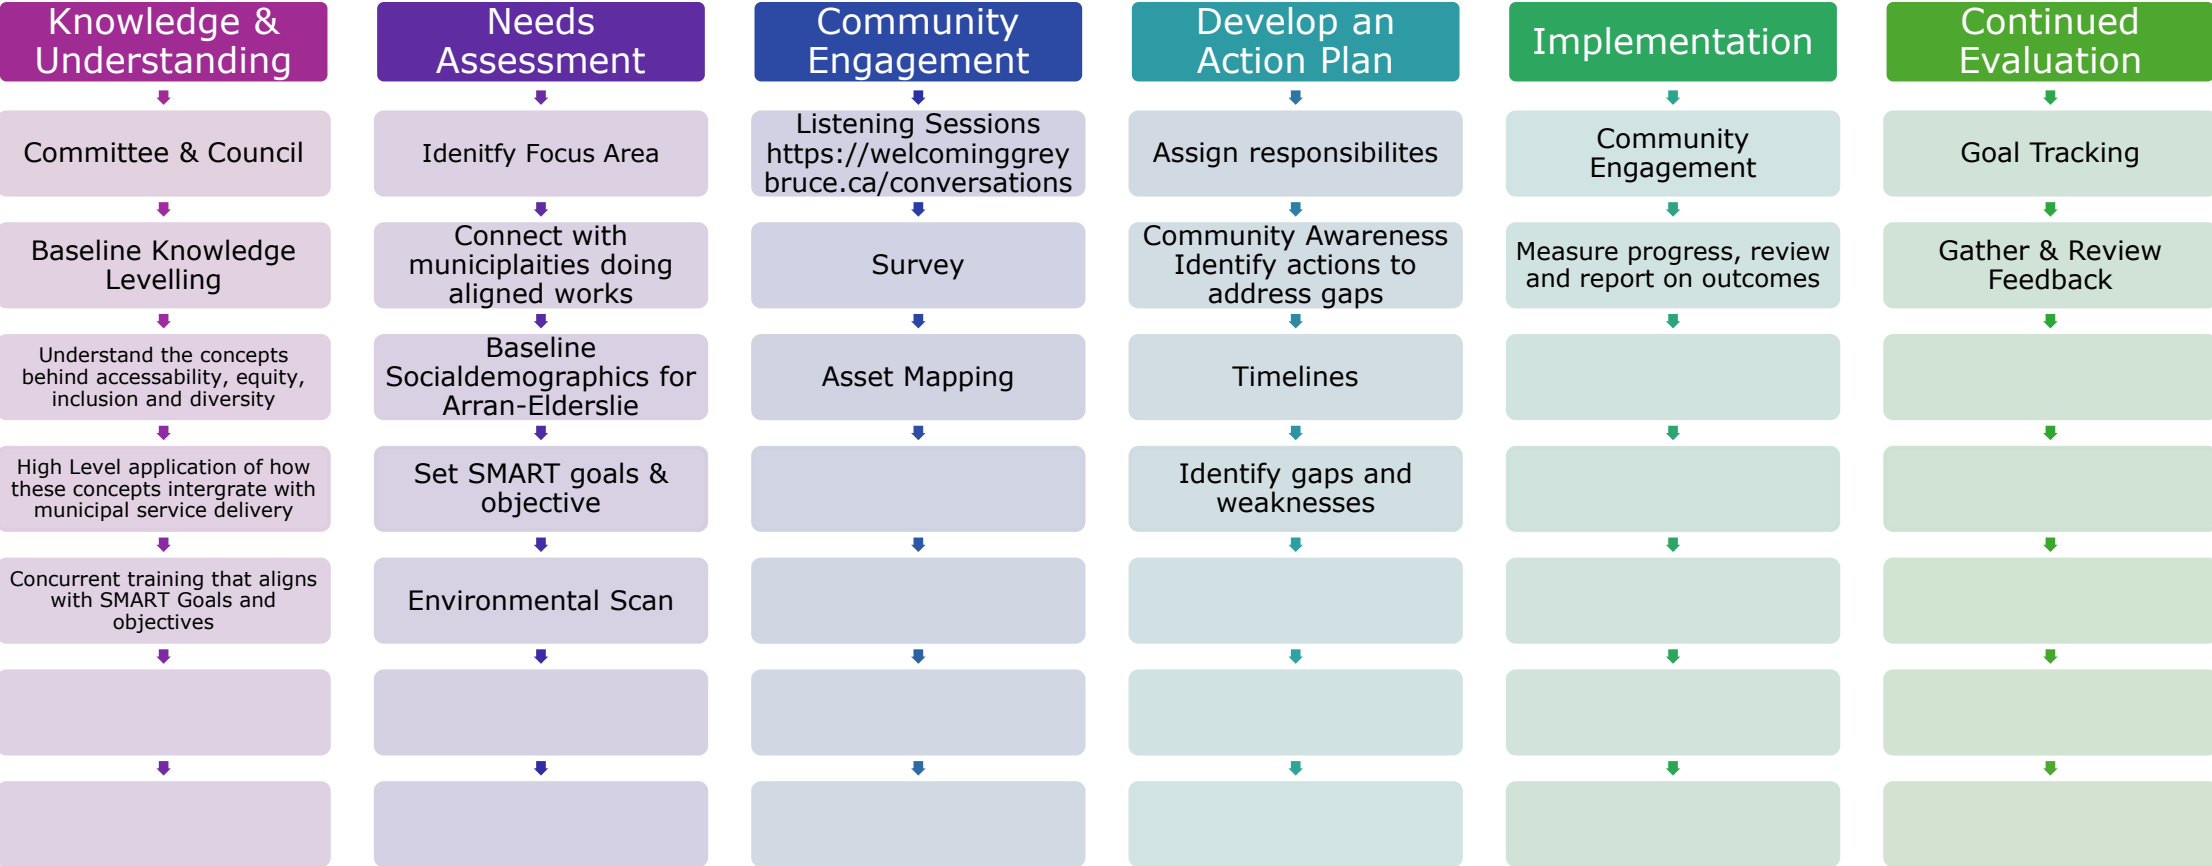 Knowledge &
Understanding
Committee & Council
Baseline Knowledge
Levelling
Understand the concepts
behind accessability, equity,
inclusion and diversity
High Level application of how
these concepts intergrate with
municipal service delivery
Concurrent training that aligns
with SMART Goals and
objectives
Needs
Assessment
Idenitfy Focus Area
Connect with
municiplaities doing
aligned works
Baseline
Socialdemographics for
Arran-Elderslie
Set SMART goals &
objective
Environmental Scan
Community
Engagement
Listening Sessions
https://welcominggrey
bruce.ca/conversations
Survey
Asset Mapping
Develop an
Action Plan
Assign responsibilites
Community Awareness
Identify actions to
address gaps
Timelines
Identify gaps and
weaknesses
Implementation
Community
Engagement
Measure progress, review
and report on outcomes
Continued
Evaluation
Goal Tracking
Gather & Review
Feedback